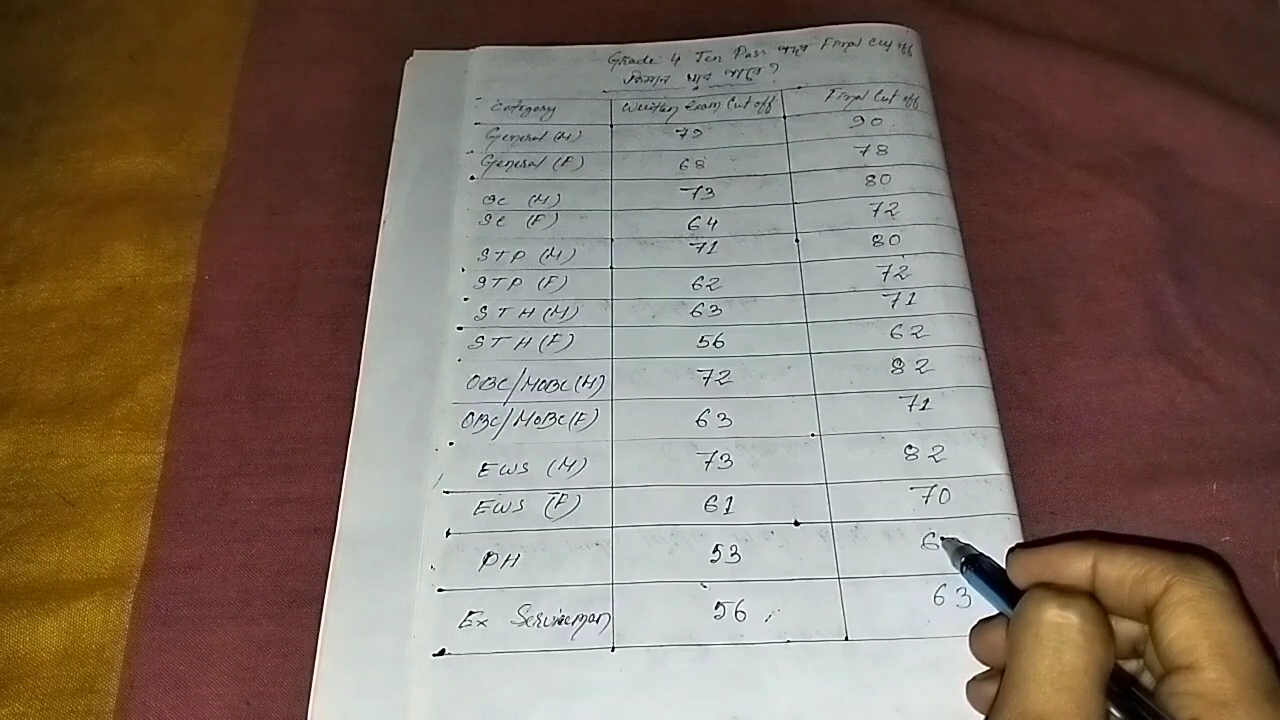 Grade 4 Ten Pass আৰু Final Cut off
কিমান যাব পাৰে?
Category Written Exam Cut off Final Cut off
General (M) 79 90
General (F) 68 78
SC (M) 73 80
SC (F) 64 72
STP (M) 71 80
STP (F) 62 72
STH (M) 63 71
STH (F) 56 62
OBC/MOBC (M) 72 82
OBC/MOBC (F) 63 71
EWS (M) 73 82
EWS (F) 61 70
PH 53
Ex Serviceman 56 63